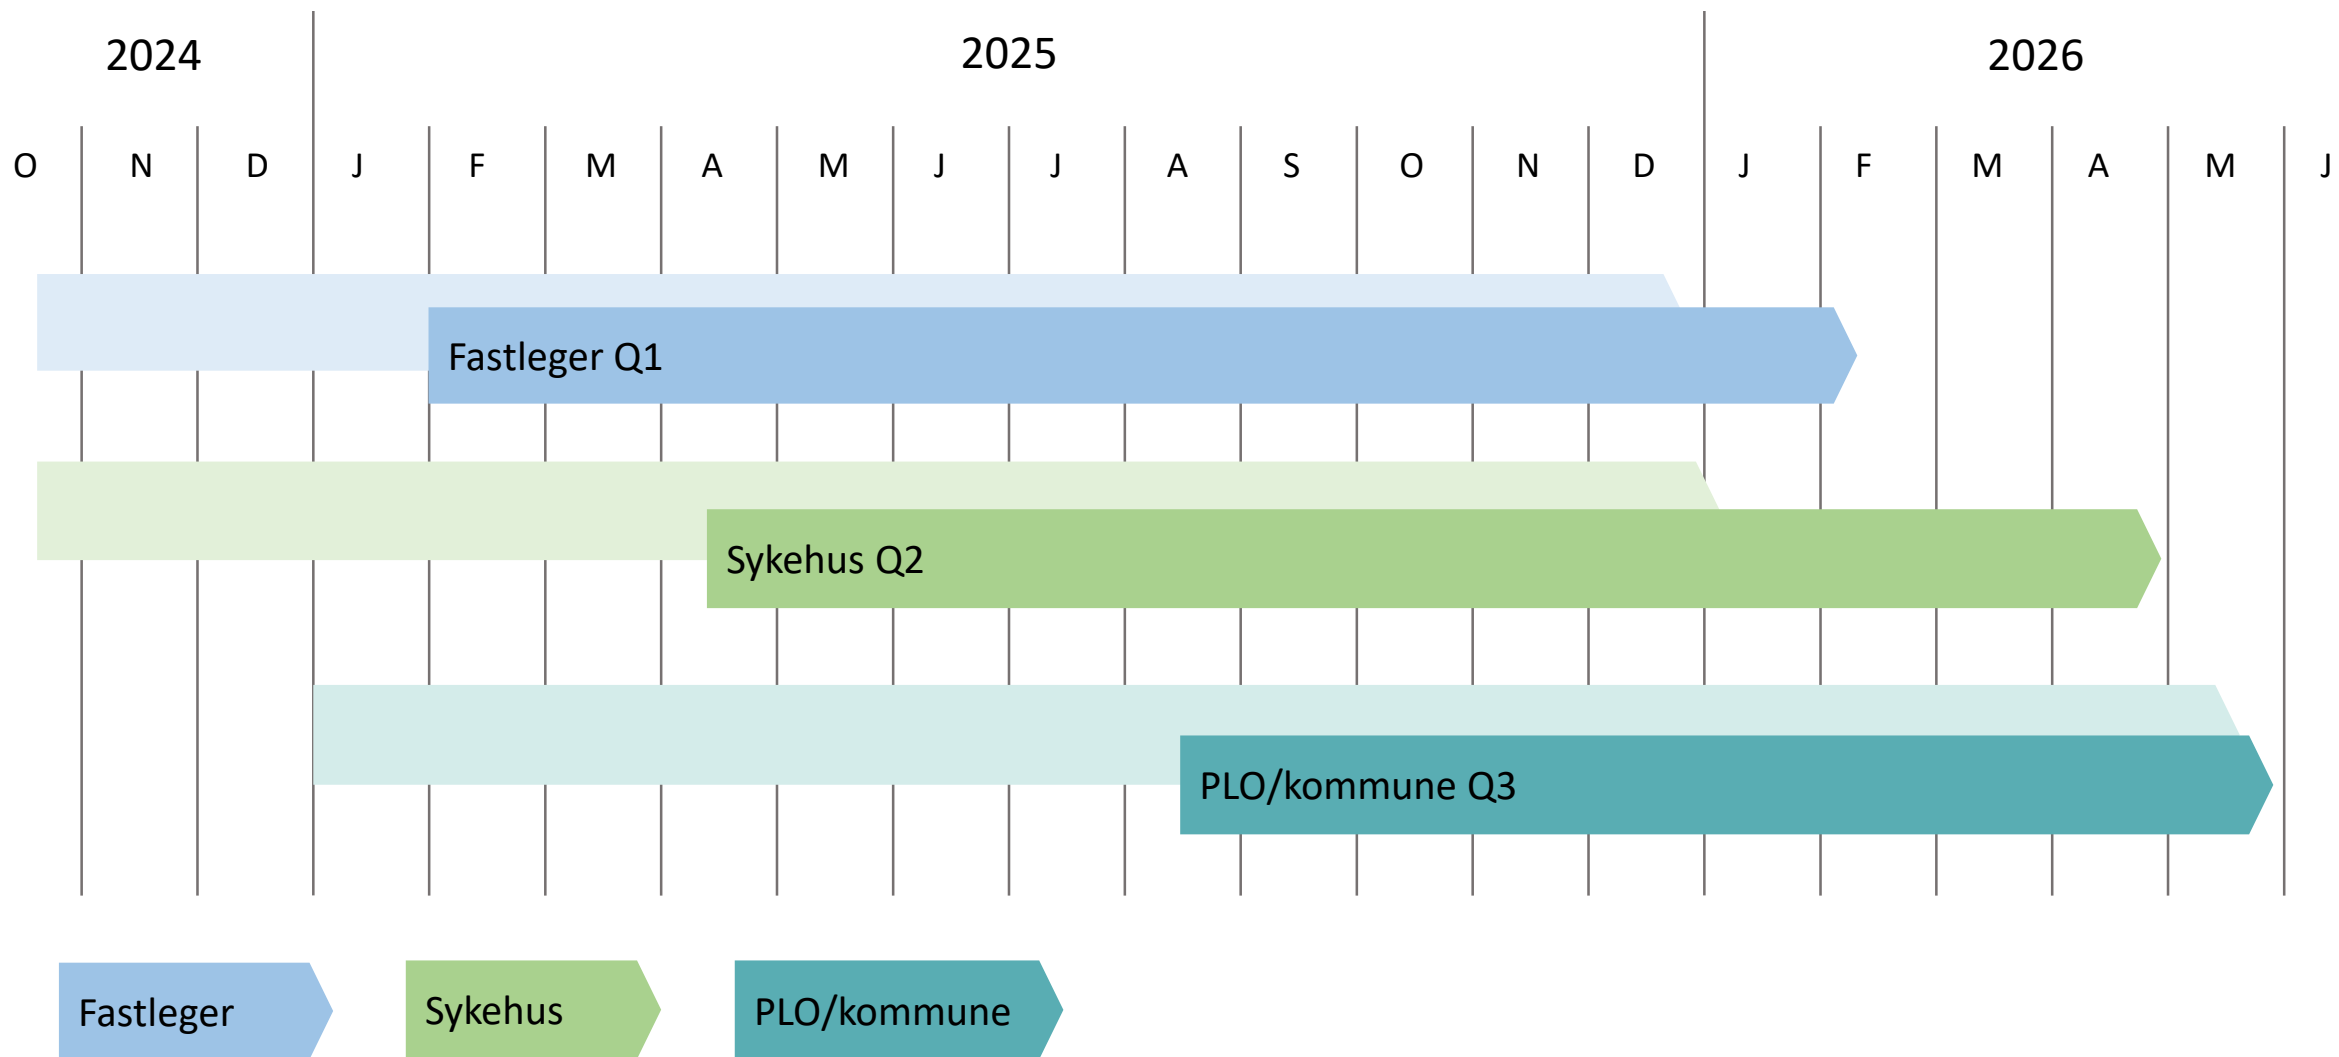 2024 2025 2026
O N D J F M A M J J A S O N D J F M A M J
Fastleger Q1
Sykehus Q2
PLO/kommune Q3
Fastleger Sykehus PLO/kommune